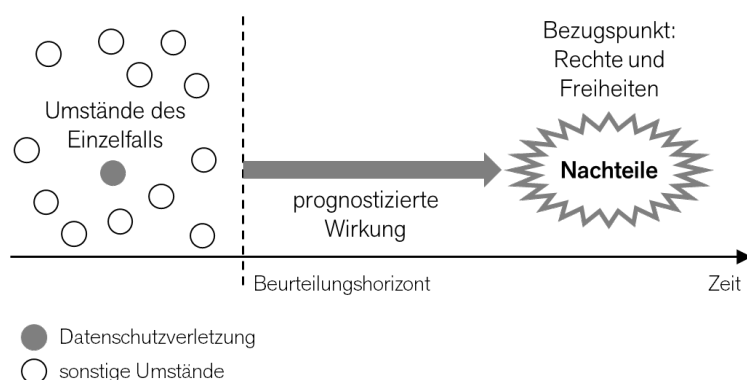 Umstände des
Einzelfalls
Bezugspunkt:
Rechte und
Freiheiten
Nachteile
prognostizierte
Wirkung
Beurteilungshorizont
Zeit
Datenschutzverletzung
sonstige Umstände